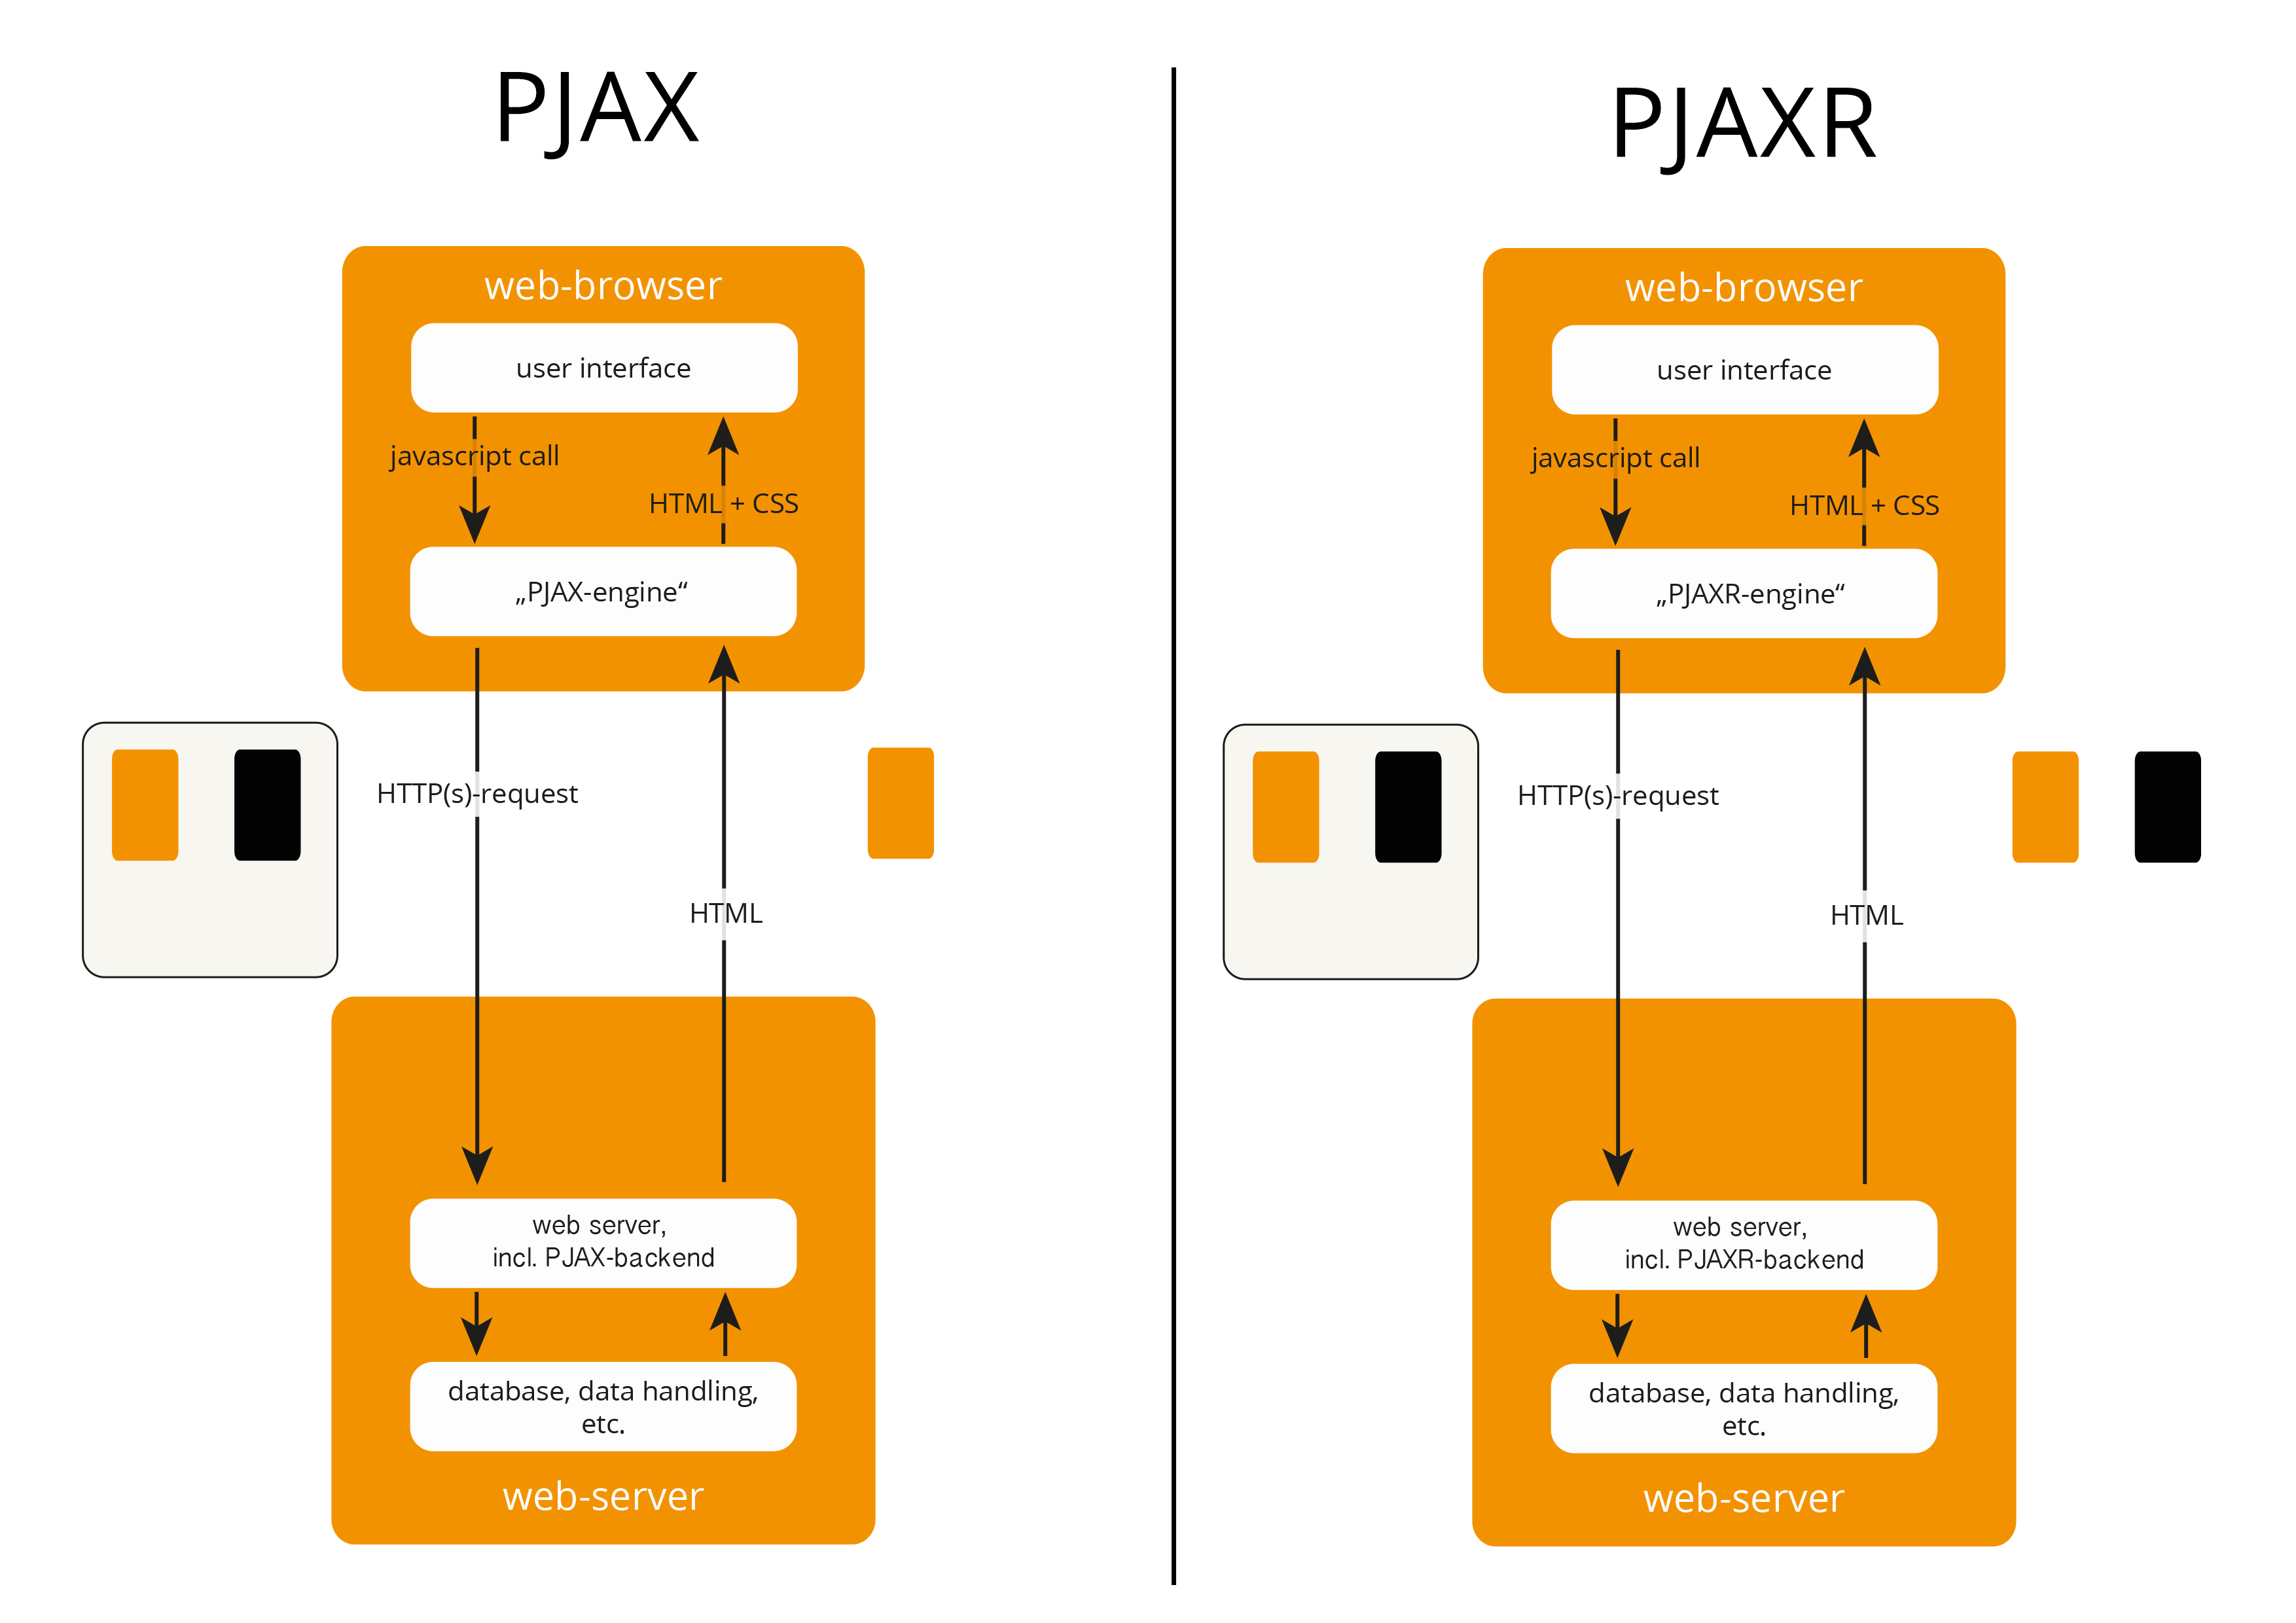 PJAX
web-browser
user interface
javascript call
HTML + CSS
„PJAX-engine“
HTTP(s)-request
HTML
web server,
incl. PJAX-backend
database, data handling,
etc.
web-server
PJAXR
web-browser
user interface
javascript call
HTML + CSS
„PJAXR-engine“
HTTP(s)-request
HTML
web server,
incl. PJAXR-backend
database, data handling,
etc.
web-server